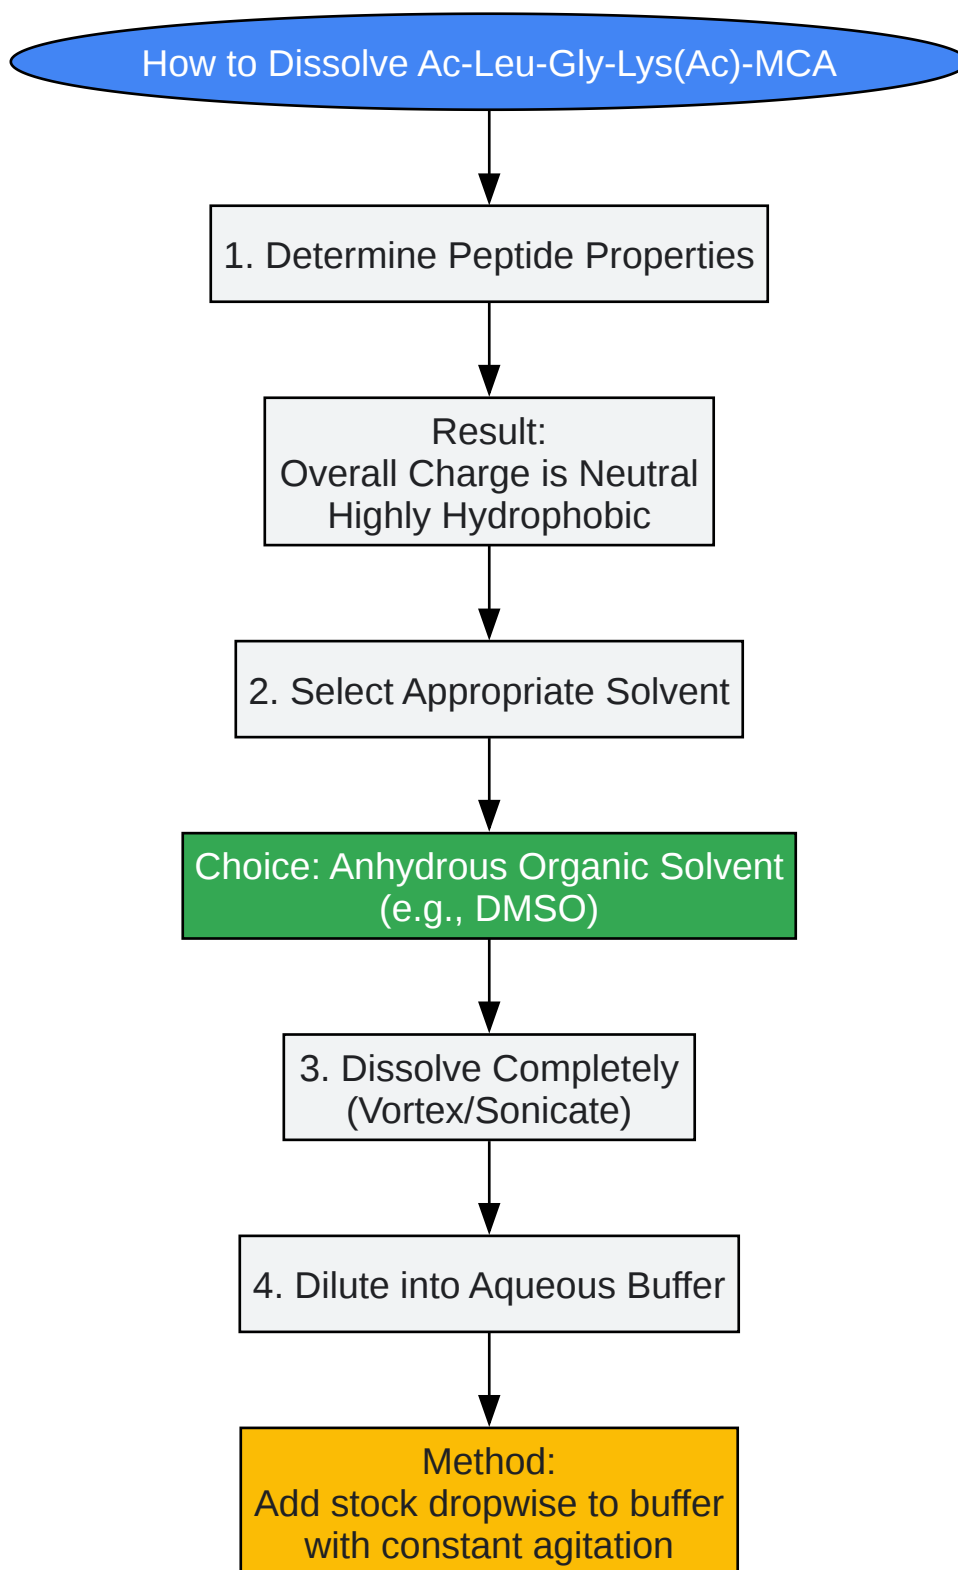 How to Dissolve Ac-Leu-Gly-Lys(Ac)-MCA
1. Determine Peptide Properties
Result:
Overall Charge is Neutral
Highly Hydrophobic
2. Select Appropriate Solvent
Choice: Anhydrous Organic Solvent
(e.g., DMSO)
3. Dissolve Completely
(Vortex/Sonicate)
4. Dilute into Aqueous Buffer
Method:
Add stock dropwise to buffer
with constant agitation